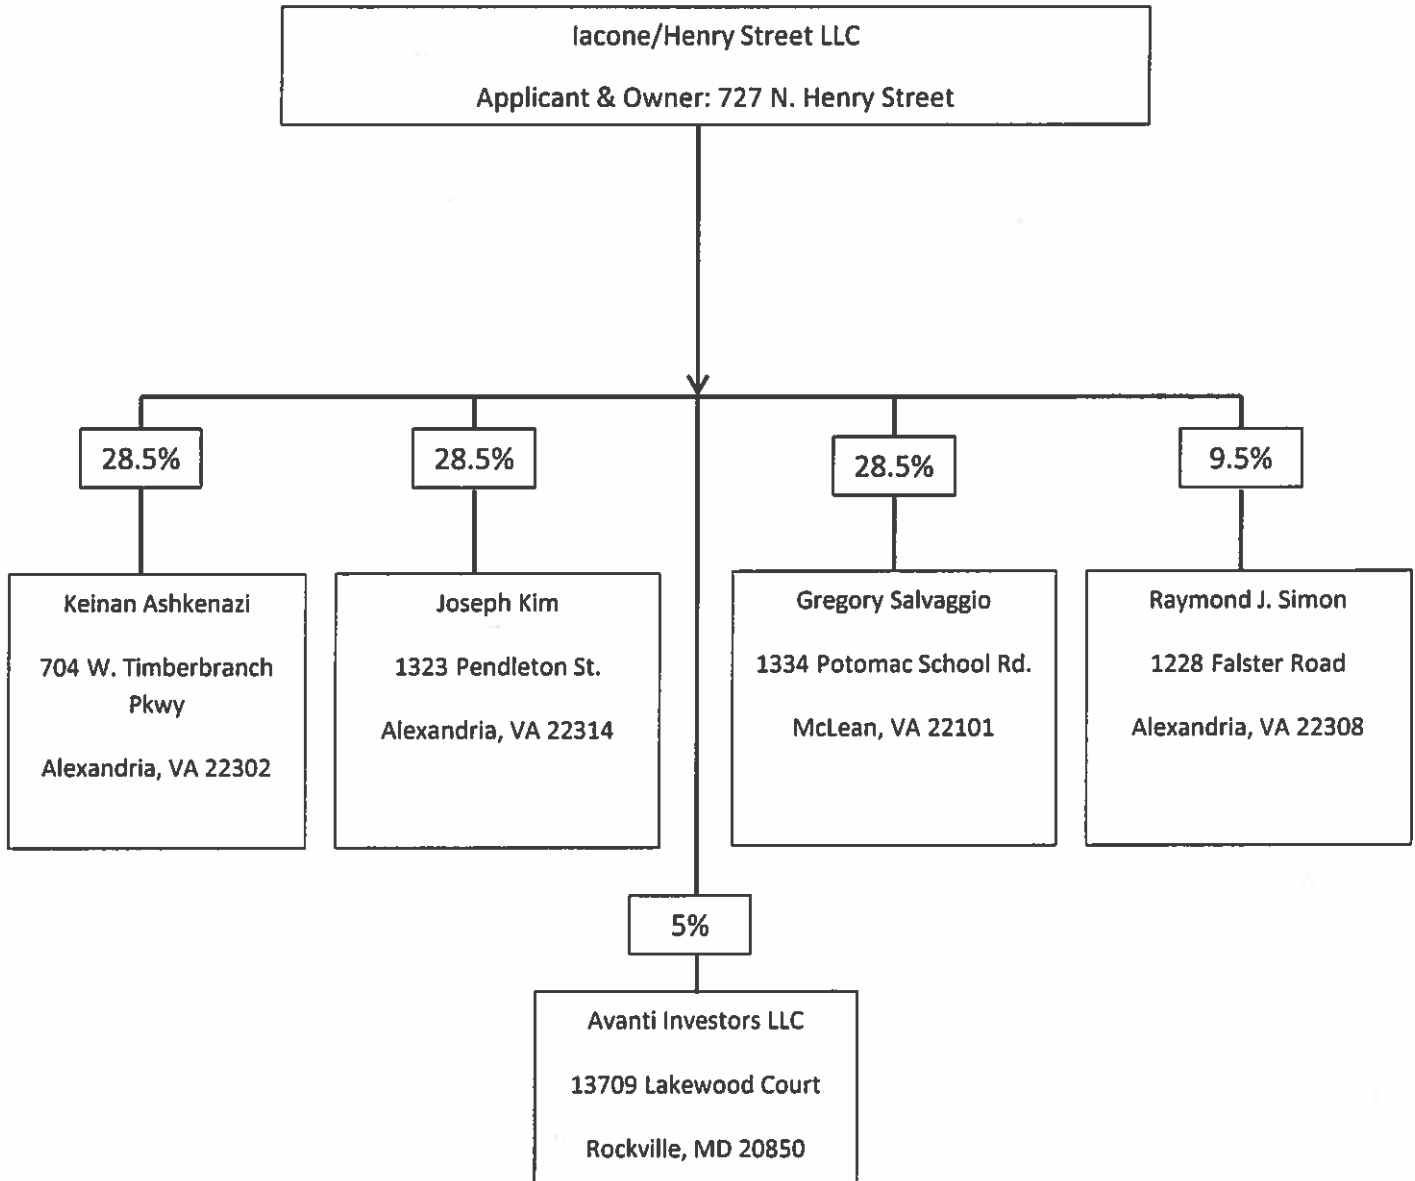 Iacone/Henry Street LLC
Applicant & Owner: 727 N. Henry Street
28.5%
28.5%
28.5%
9.5%
Keinan Ashkenazi
704 W. Timberbranch
Pkwy
Alexandria, VA 22302
Joseph Kim
1323 Pendleton St.
Alexandria, VA 22314
Gregory Salvaggio
1334 Potomac School Rd.
McLean, VA 22101
Raymond J. Simon
1228 Falster Road
Alexandria, VA 22308
5%
Avanti Investors LLC
13709 Lakewood Court
Rockville, MD 20850